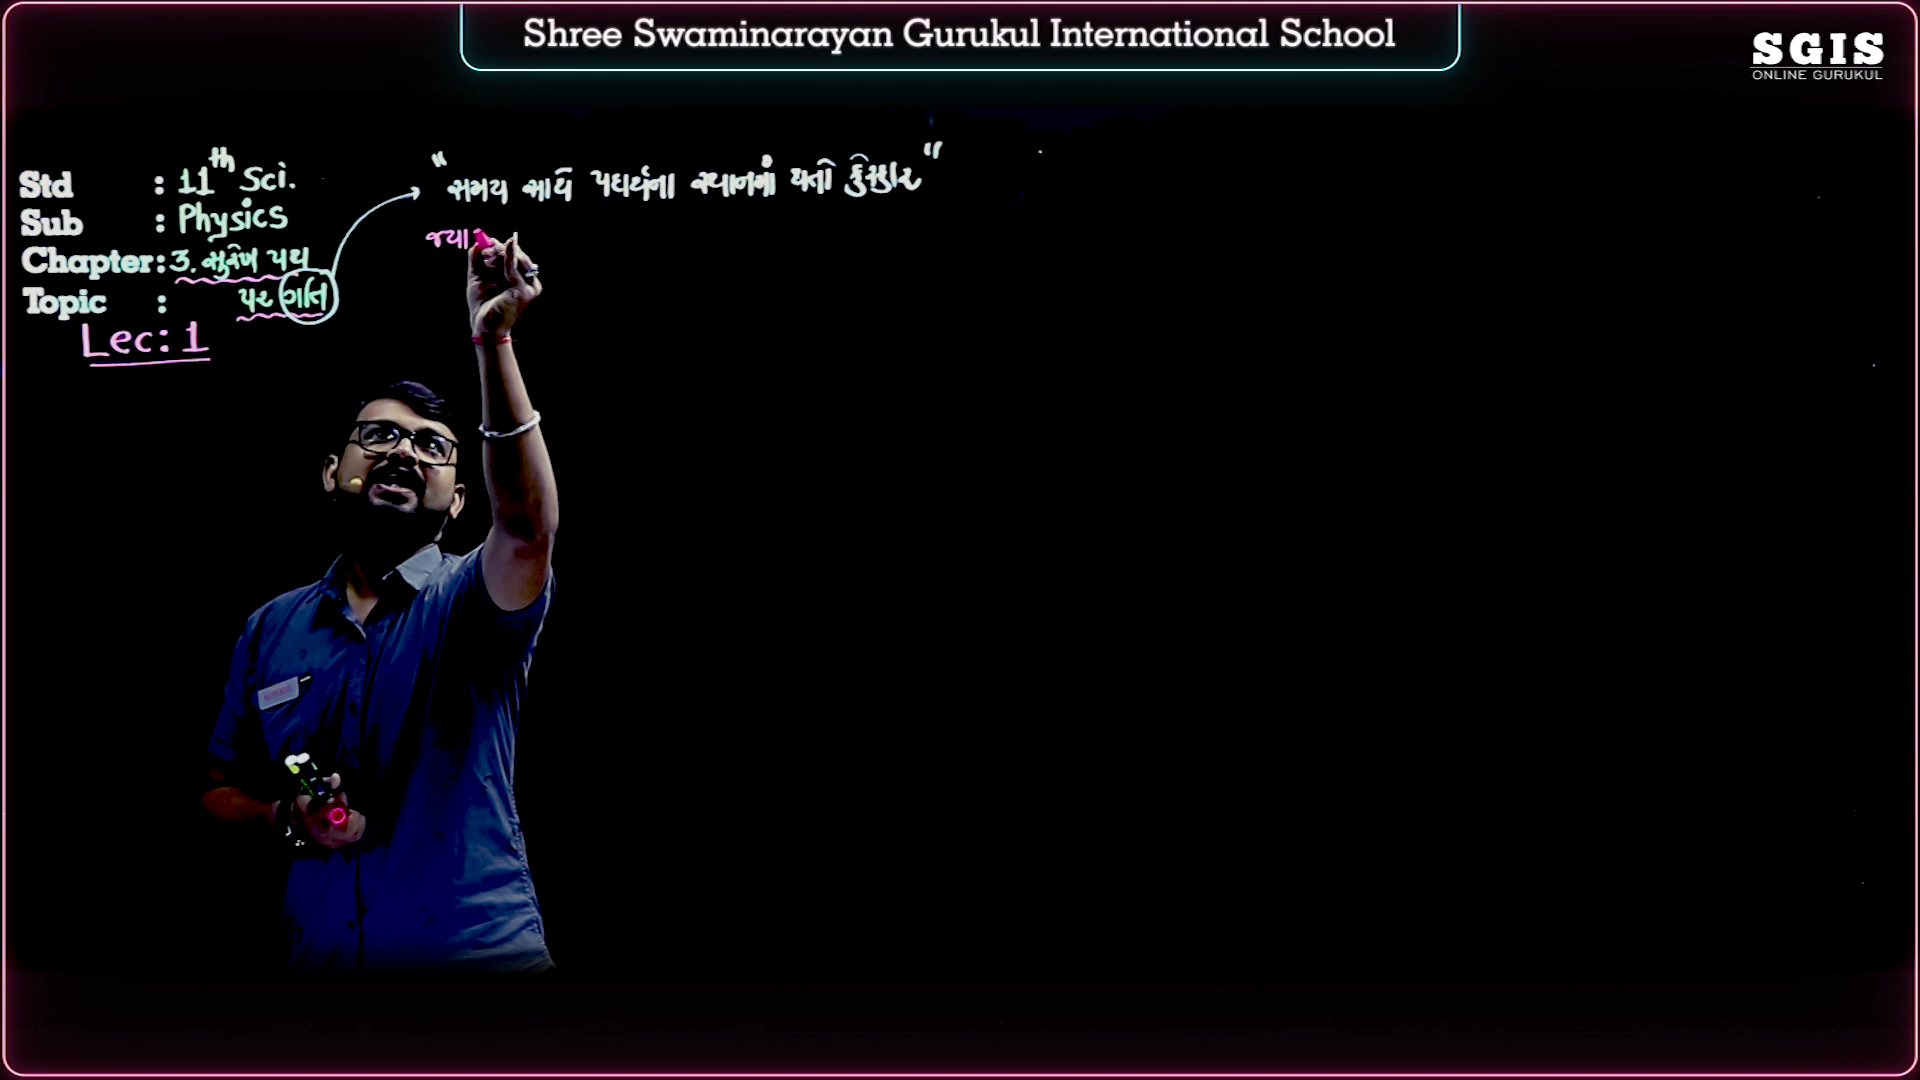 Shree Swaminarayan Gurukul International School
SGIS
ONLINE GURUKUL
Std : 11th Sci.
Sub : Physics
Chapter: 3. સુરેખ પથ
Topic : પર ગતિ
Lec: 1
"સમય સાથે પદાર્થના સ્થાનમાં થતો ફેરફાર"
જ્યા